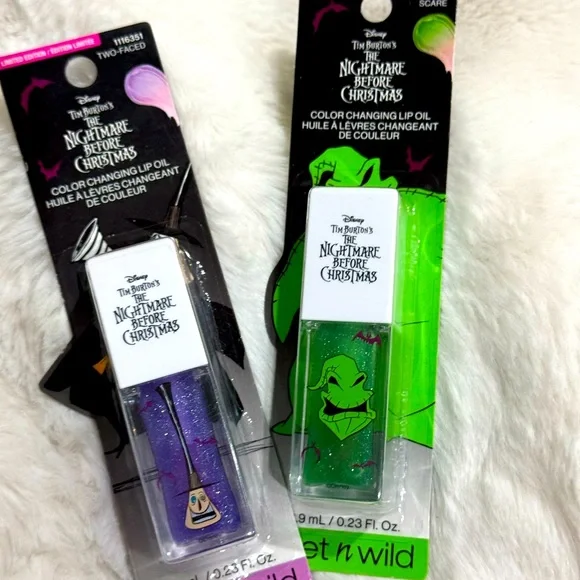 LIMITED EDITION / ÉDITION LIMITÉE
1116351
TWO-FACED
Disney
TIM BURTON'S
THE
NIGHTMARE
BEFORE
CHRISTMAS
COLOR CHANGING LIP OIL
HUILE À LÈVRES CHANGEANT
DE COULEUR
Disney
TIM BURTON'S
THE
NIGHTMARE
BEFORE
CHRISTMAS
mL / 0.23 Fl. Oz.
wild
SCARE
Disney
TIM BURTON'S
THE
NIGHTMARE
BEFORE
CHRISTMAS
COLOR CHANGING LIP OIL
HUILE À LÈVRES CHANGEANT
DE COULEUR
Disney
TIM BURTON'S
THE
NIGHTMARE
BEFORE
CHRISTMAS
.9 mL / 0.23 Fl. Oz.
et n wild